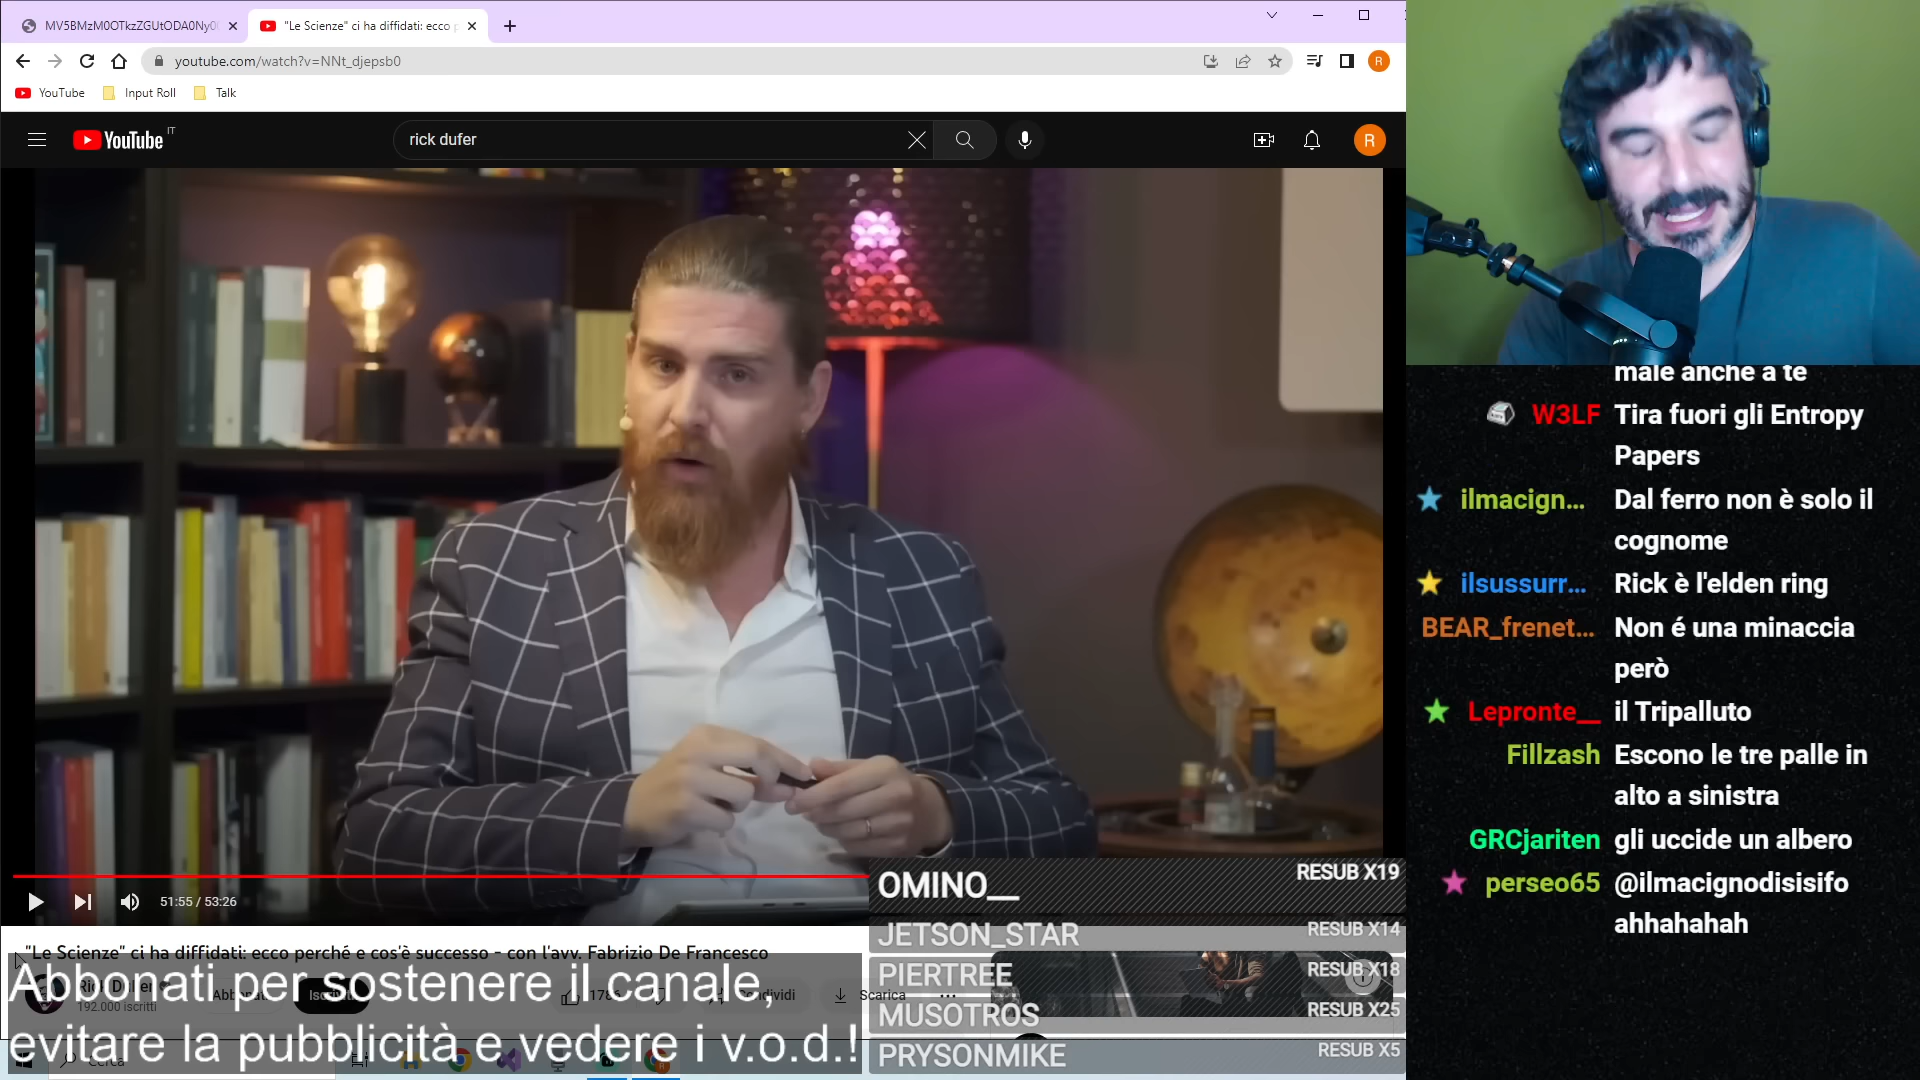 MV5BMzM0OTkzZGUtODA0Ny00
"Le Scienze" ci ha diffidati: ecco p
youtube.com/watch?v=NNt_djepsb0
R
YouTube
Input Roll
Talk
YouTube IT
rick dufer
R
male anche a te
W3LF Tira fuori gli Entropy
Papers
ilmacign... Dal ferro non è solo il
cognome
ilsussurr... Rick è l'elden ring
BEAR_frenet... Non é una minaccia
però
Lepronte__ il Tripalluto
Fillzash Escono le tre palle in
alto a sinistra
GRCjariten gli uccide un albero
perseo65 @ilmacignodisisifo
ahhahahah
51:55 / 53:26
OMINO__ RESUB X19
JETSON_STAR RESUB X14
PIERTREE RESUB X18
MUSOTROS RESUB X25
PRYSONMIKE RESUB X5
"Le Scienze" ci ha diffidati: ecco perché e cos'è successo - con l'avv. Fabrizio De Francesco
192.000 iscritti
Scarica
Abbonati per sostenere il canale,
evitare la pubblicità e vedere i v.o.d.!
Cerca